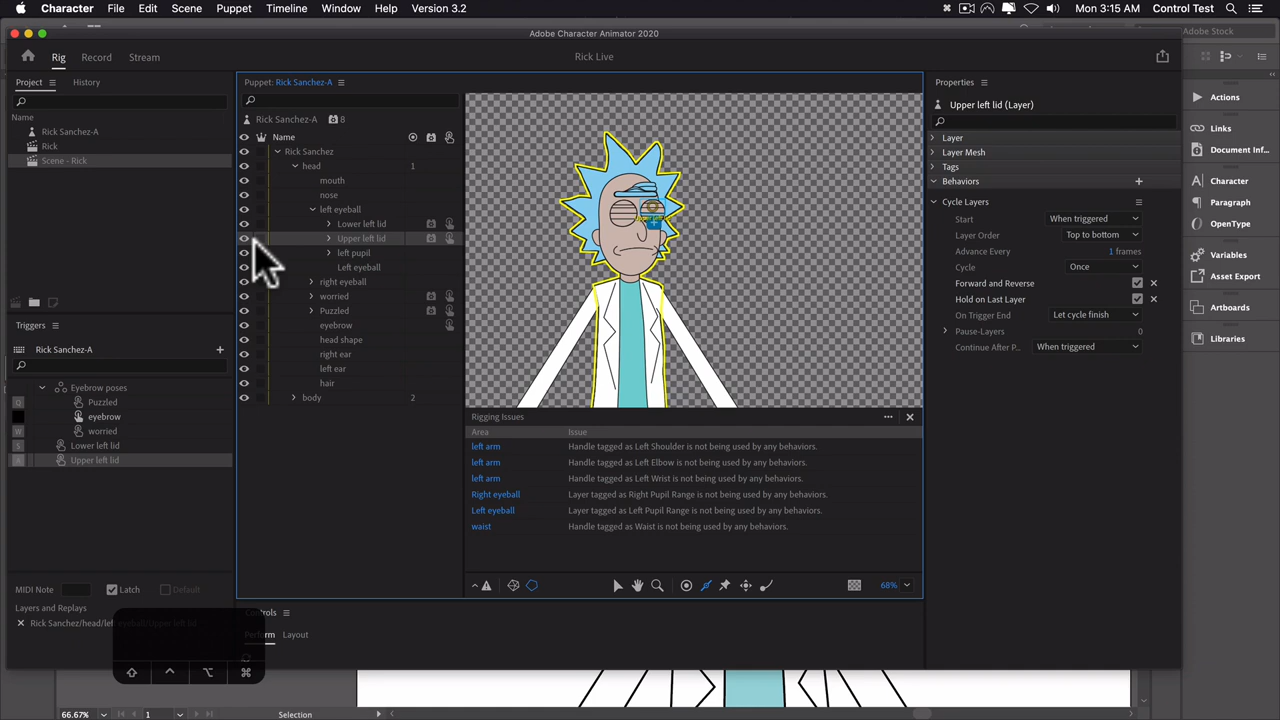 Character File Edit Scene Puppet Timeline Window Help Version 3.2 Mon 3:15 AM Control Test
Adobe Character Animator 2020
Adobe Stock
Rig Record Stream
Rick Live
Project History
Name
Rick Sanchez-A
Rick
Scene - Rick
Triggers
Rick Sanchez-A
Eyebrow poses
Q Puzzled
eyebrow
W worried
S Lower left lid
Upper left lid
MIDI Note Latch Default
Layers and Replays
Rick Sanchez/head/left eyeball/Upper left lid
Puppet: Rick Sanchez-A
Rick Sanchez-A 8
Name
Rick Sanchez
head 1
mouth
nose
left eyeball
Lower left lid
Upper left lid
left pupil
Left eyeball
right eyeball
worried
Puzzled
eyebrow
head shape
right ear
left ear
hair
body 2
Rigging Issues
Area Issue
left arm Handle tagged as Left Shoulder is not being used by any behaviors.
left arm Handle tagged as Left Elbow is not being used by any behaviors.
left arm Handle tagged as Left Wrist is not being used by any behaviors.
Right eyeball Layer tagged as Right Pupil Range is not being used by any behaviors.
Left eyeball Layer tagged as Left Pupil Range is not being used by any behaviors.
waist Handle tagged as Waist is not being used by any behaviors.
68%
Controls
Perform Layout
Properties
Upper left lid (Layer)
Layer
Layer Mesh
Tags
Behaviors
Cycle Layers
Start When triggered
Layer Order Top to bottom
Advance Every 1 frames
Cycle Once
Forward and Reverse
Hold on Last Layer
On Trigger End Let cycle finish
Pause-Layers 0
Continue After P... When triggered
Actions
Links
Document Inf...
Character
Paragraph
OpenType
Variables
Asset Export
Artboards
Libraries
66.67% 1 Selection